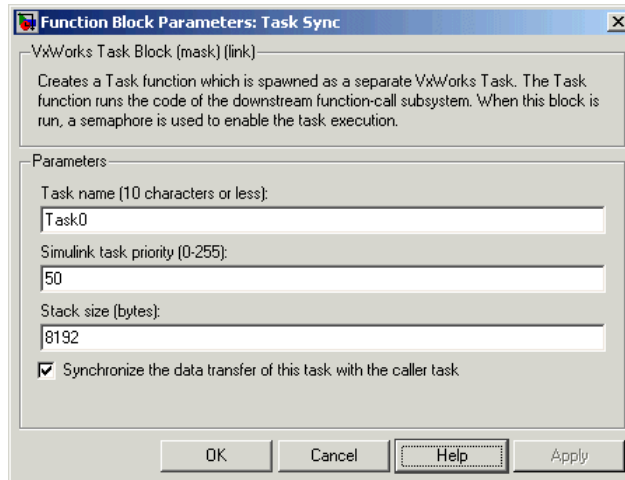 Function Block Parameters: Task Sync
VxWorks Task Block (mask) (link)
Creates a Task function which is spawned as a separate VxWorks Task. The Task
function runs the code of the downstream function-call subsystem. When this block is
run, a semaphore is used to enable the task execution.
Parameters
Task name (10 characters or less):
Task0
Simulink task priority (0-255):
50
Stack size (bytes):
8192
Synchronize the data transfer of this task with the caller task
OK Cancel Help Apply